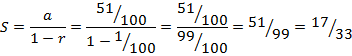 S = a / (1 − r) = (51/100) / (1 − 1/100) = (51/100) / (99/100) = 51/99 = 17/33